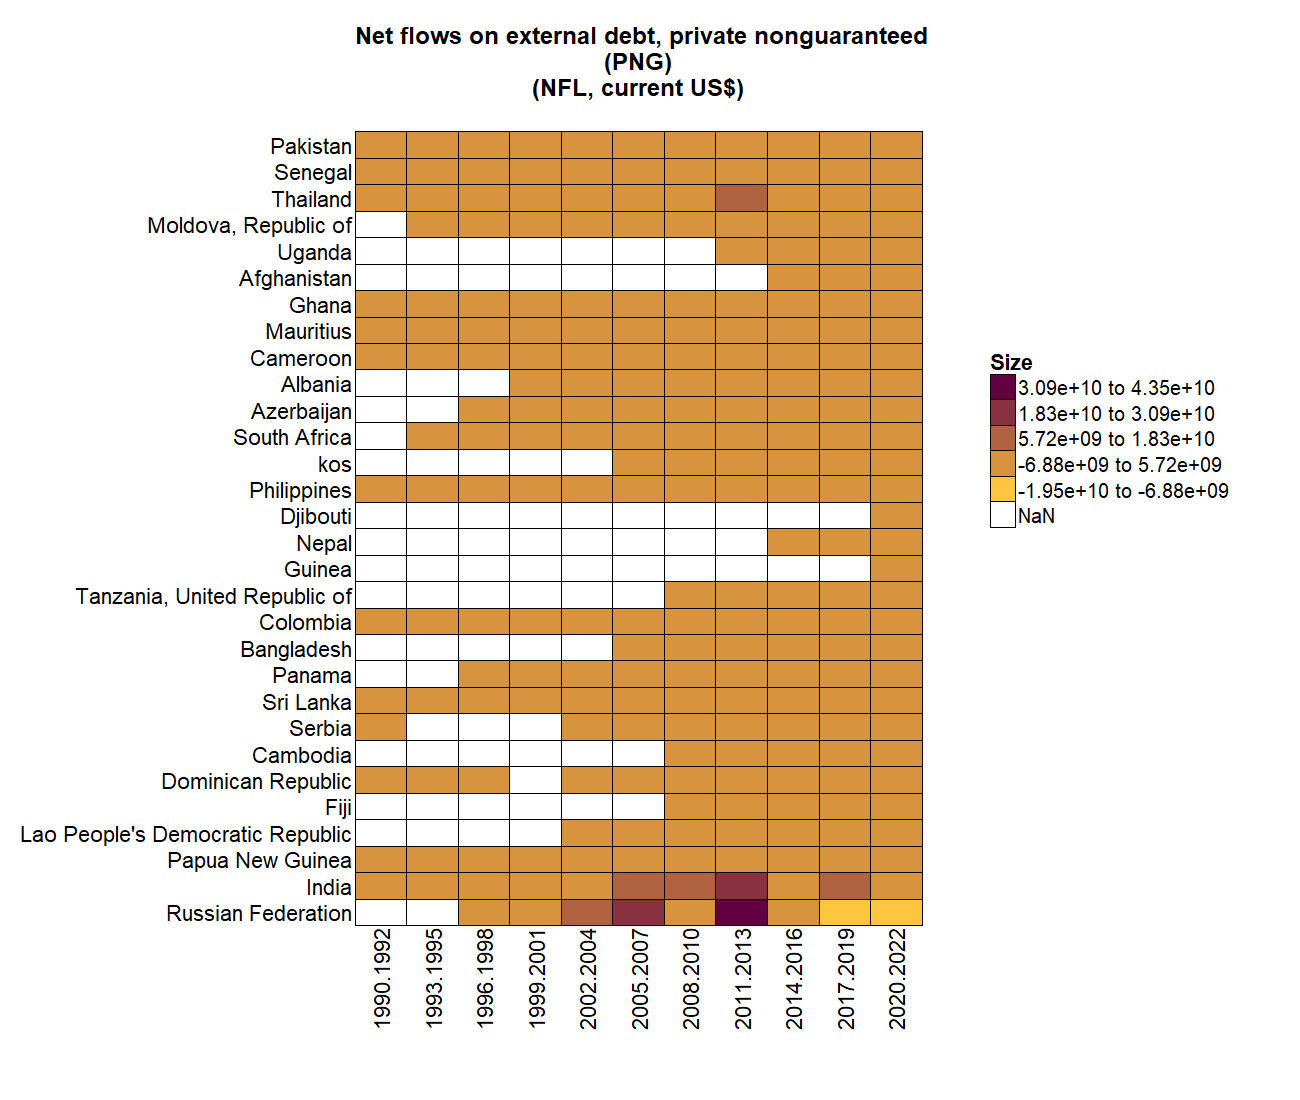 Net flows on external debt, private nonguaranteed
(PNG)
(NFL, current US$)
Pakistan
Senegal
Thailand
Moldova, Republic of
Uganda
Afghanistan
Ghana
Mauritius
Cameroon
Albania
Azerbaijan
South Africa
kos
Philippines
Djibouti
Nepal
Guinea
Tanzania, United Republic of
Colombia
Bangladesh
Panama
Sri Lanka
Serbia
Cambodia
Dominican Republic
Fiji
Lao People's Democratic Republic
Papua New Guinea
India
Russian Federation
1990.1992
1993.1995
1996.1998
1999.2001
2002.2004
2005.2007
2008.2010
2011.2013
2014.2016
2017.2019
2020.2022
Size
3.09e+10 to 4.35e+10
1.83e+10 to 3.09e+10
5.72e+09 to 1.83e+10
-6.88e+09 to 5.72e+09
-1.95e+10 to -6.88e+09
NaN